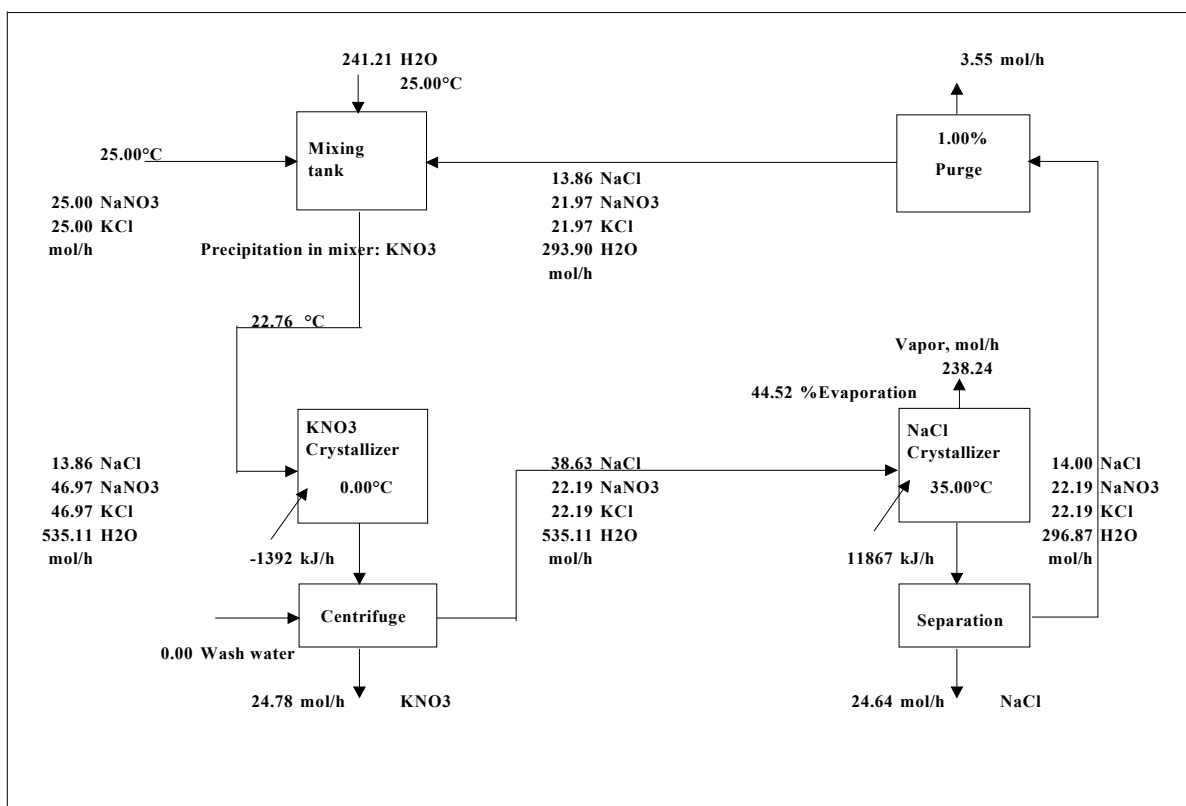 241.21 H2O
25.00°C
3.55 mol/h
Mixing
tank
1.00%
Purge
25.00°C
25.00 NaNO3
25.00 KCl
mol/h
13.86 NaCl
21.97 NaNO3
21.97 KCl
293.90 H2O
mol/h
Precipitation in mixer: KNO3
22.76 °C
Vapor, mol/h
238.24
44.52 %Evaporation
KNO3
Crystallizer
0.00°C
NaCl
Crystallizer
35.00°C
13.86 NaCl
46.97 NaNO3
46.97 KCl
535.11 H2O
mol/h
38.63 NaCl
22.19 NaNO3
22.19 KCl
535.11 H2O
mol/h
14.00 NaCl
22.19 NaNO3
22.19 KCl
296.87 H2O
mol/h
-1392 kJ/h
11867 kJ/h
Centrifuge
Separation
0.00 Wash water
24.78 mol/h KNO3
24.64 mol/h NaCl